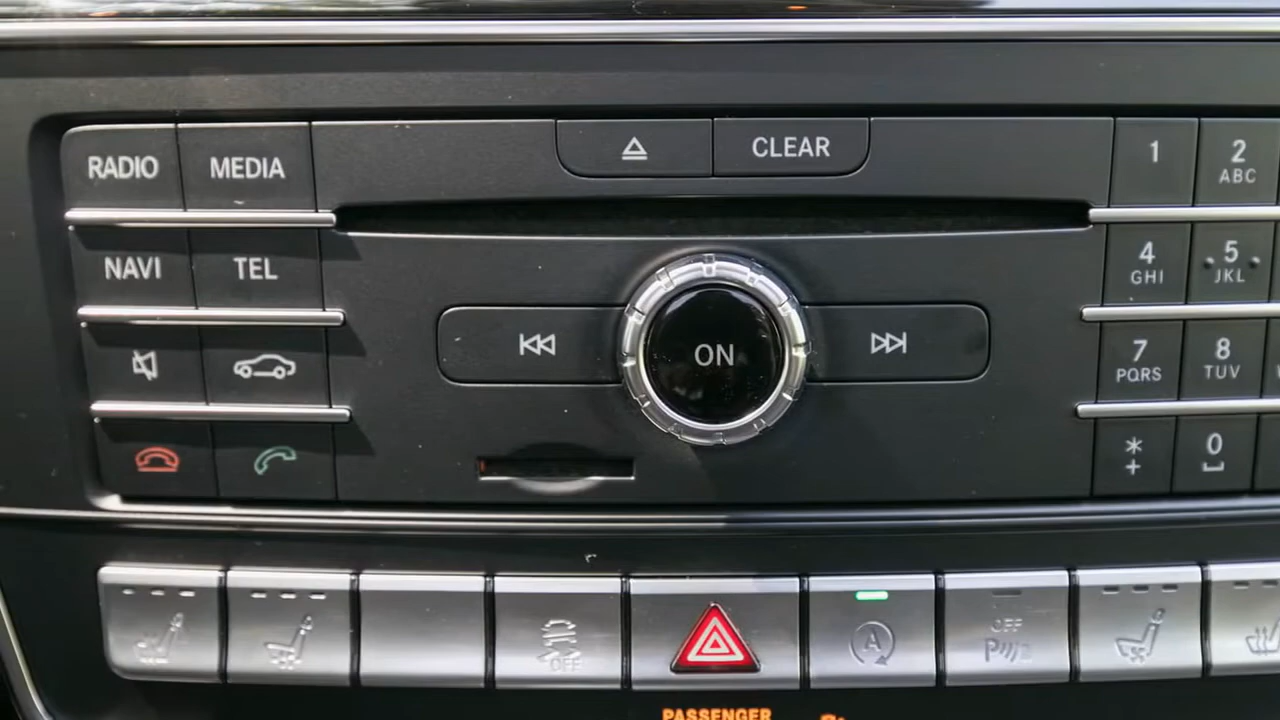 RADIO MEDIA CLEAR 1 2
ABC
NAVI TEL 4 5
GHI JKL
ON 7 8
PQRS TUV
* 0
+
OFF A OFF
P
PASSENGER